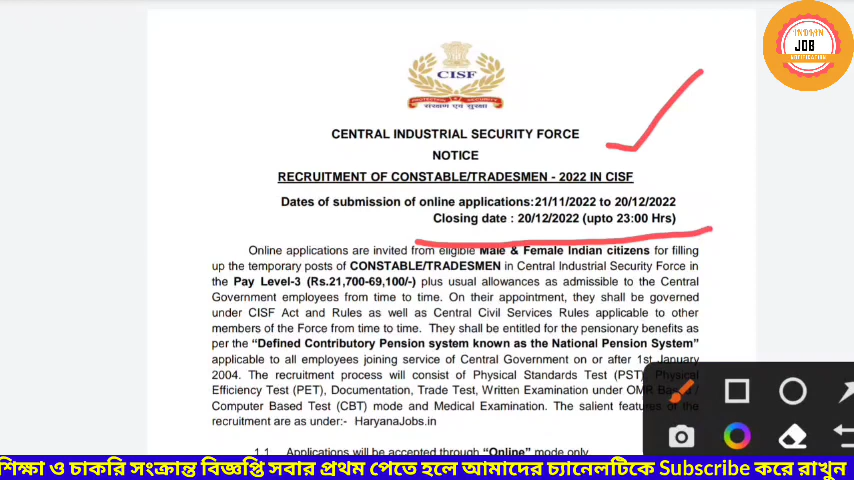 INDIAN
JOB
NOTIFICATION
CISF
PROTECTION SECURITY
संरक्षण एवं सुरक्षा
CENTRAL INDUSTRIAL SECURITY FORCE
NOTICE
RECRUITMENT OF CONSTABLE/TRADESMEN - 2022 IN CISF
Dates of submission of online applications:21/11/2022 to 20/12/2022
Closing date : 20/12/2022 (upto 23:00 Hrs)
Online applications are invited from eligible Male & Female Indian citizens for filling
up the temporary posts of CONSTABLE/TRADESMEN in Central Industrial Security Force in
the Pay Level-3 (Rs.21,700-69,100/-) plus usual allowances as admissible to the Central
Government employees from time to time. On their appointment, they shall be governed
under CISF Act and Rules as well as Central Civil Services Rules applicable to other
members of the Force from time to time. They shall be entitled for the pensionary benefits as
per the “Defined Contributory Pension system known as the National Pension System”
applicable to all employees joining service of Central Government on or after 1st January
2004. The recruitment process will consist of Physical Standards Test (PST), Physical
Efficiency Test (PET), Documentation, Trade Test, Written Examination under OMR Based /
Computer Based Test (CBT) mode and Medical Examination. The salient features of the
recruitment are as under:- HaryanaJobs.in
1.1 Applications will be accepted through “Online” mode only.
শিক্ষা ও চাকরি সংক্রান্ত বিজ্ঞপ্তি সবার প্রথম পেতে হলে আমাদের চ্যানেলটিকে Subscribe করে রাখুন